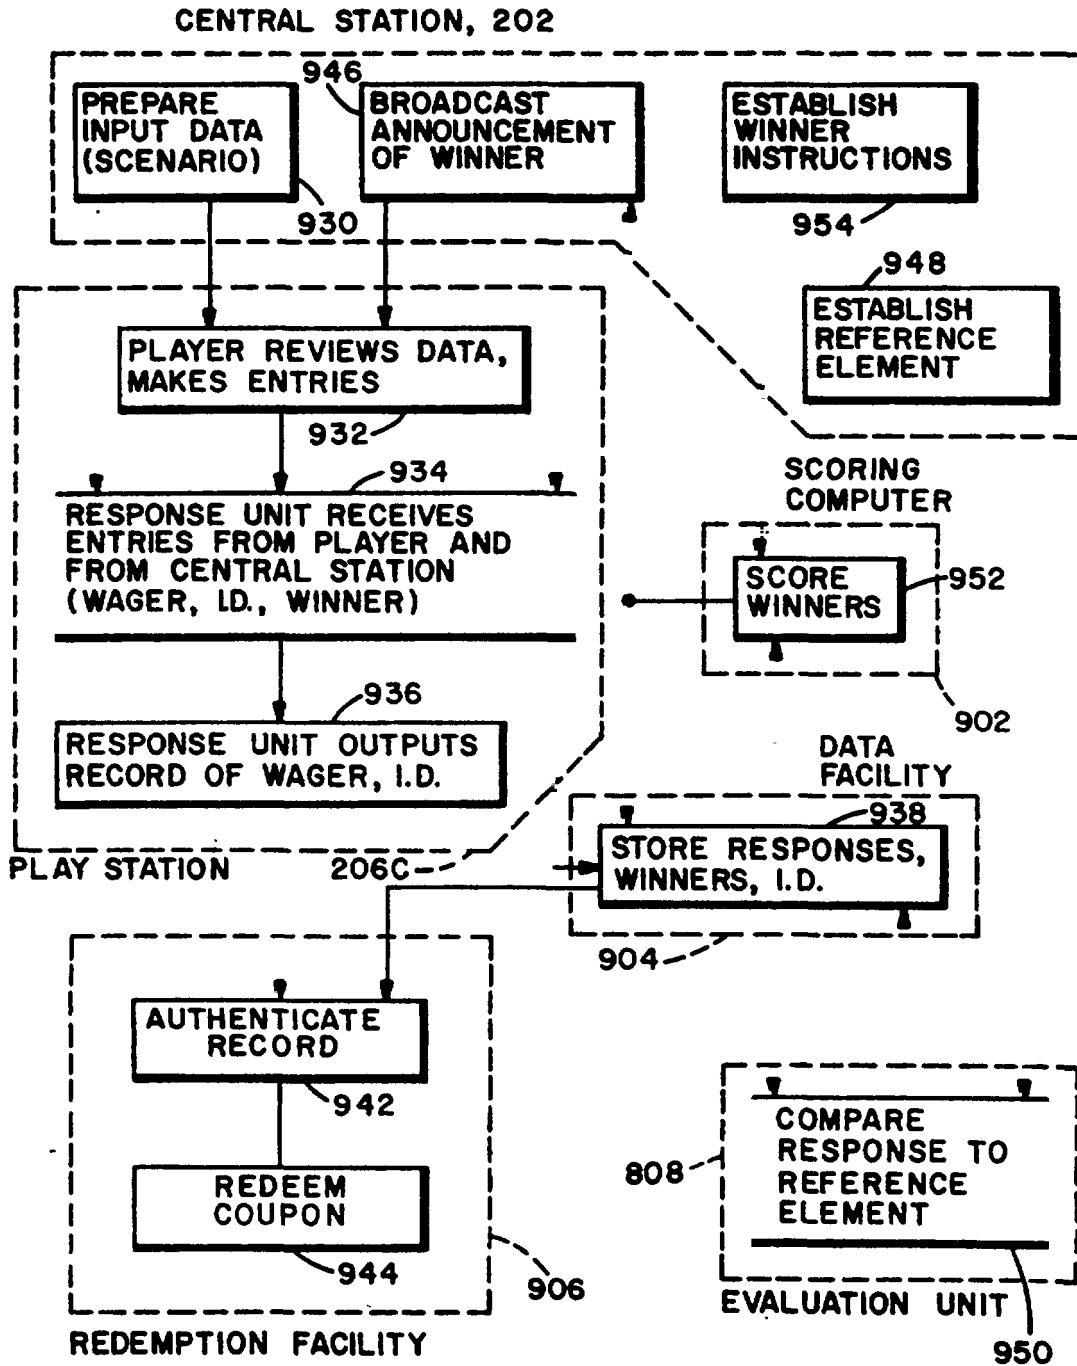 CENTRAL STATION, 202
PREPARE
INPUT DATA
(SCENARIO)
930
946
BROADCAST
ANNOUNCEMENT
OF WINNER
ESTABLISH
WINNER
INSTRUCTIONS
954
948
ESTABLISH
REFERENCE
ELEMENT
PLAYER REVIEWS DATA,
MAKES ENTRIES
932
934
RESPONSE UNIT RECEIVES
ENTRIES FROM PLAYER AND
FROM CENTRAL STATION
(WAGER, I.D., WINNER)
936
RESPONSE UNIT OUTPUTS
RECORD OF WAGER, I.D.
PLAY STATION
206C
SCORING
COMPUTER
SCORE
WINNERS
952
902
DATA
FACILITY
938
STORE RESPONSES,
WINNERS, I.D.
904
AUTHENTICATE
RECORD
942
REDEEM
COUPON
944
906
REDEMPTION FACILITY
COMPARE
RESPONSE TO
REFERENCE
ELEMENT
808
EVALUATION UNIT
950